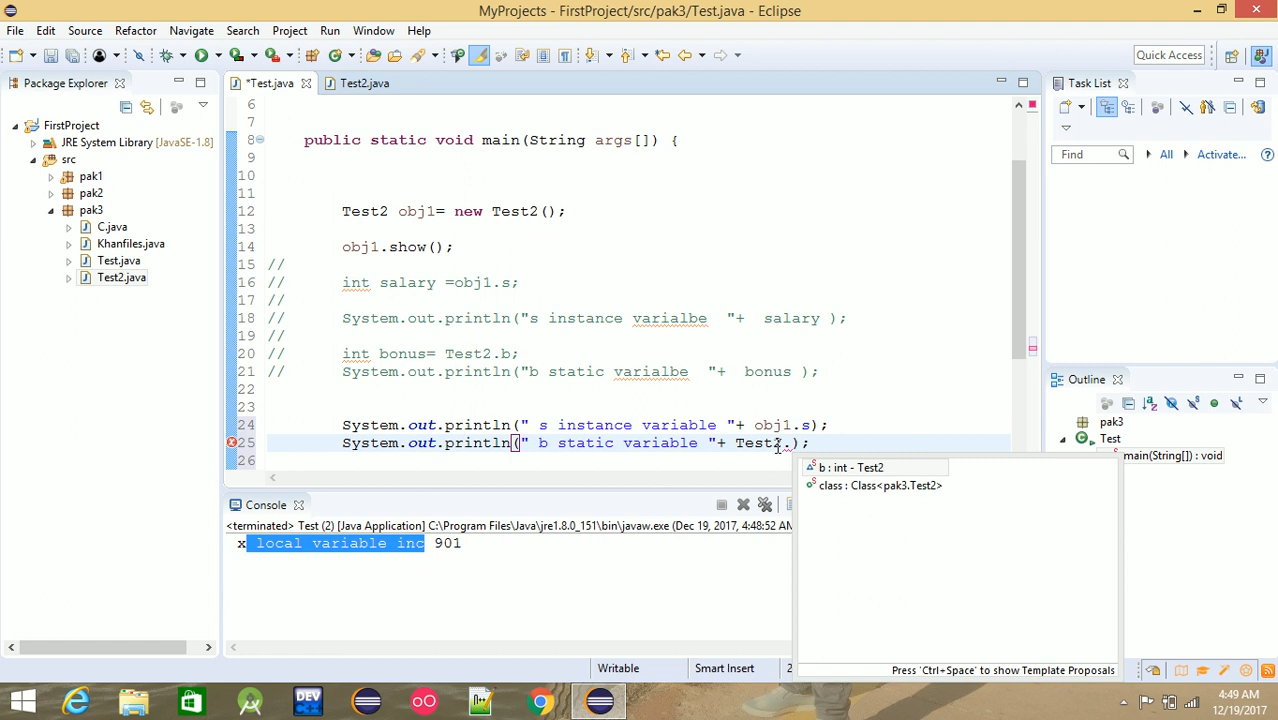 MyProjects - FirstProject/src/pak3/Test.java - Eclipse
File Edit Source Refactor Navigate Search Project Run Window Help
Quick Access
Package Explorer
*Test.java
Test2.java
Task List
FirstProject
JRE System Library [JavaSE-1.8]
src
pak1
pak2
pak3
C.java
Khanfiles.java
Test.java
Test2.java
6
7
8 public static void main(String args[]) {
9
10
11
12 Test2 obj1= new Test2();
13
14 obj1.show();
15 //
16 // int salary =obj1.s;
17 //
18 // System.out.println("s instance varialbe "+ salary );
19 //
20 // int bonus= Test2.b;
21 // System.out.println("b static varialbe "+ bonus );
22
23
24 System.out.println(" s instance variable "+ obj1.s);
25 System.out.println(" b static variable "+ Test2.);
26
Find All Activate...
Outline
pak3
Test
main(String[]) : void
b : int - Test2
class : Class<pak3.Test2>
Press 'Ctrl+Space' to show Template Proposals
Console
<terminated> Test (2) [Java Application] C:\Program Files\Java\jre1.8.0_151\bin\javaw.exe (Dec 19, 2017, 4:48:52 AM
x local variable inc 901
Writable Smart Insert 2
DEV
4:49 AM
12/19/2017